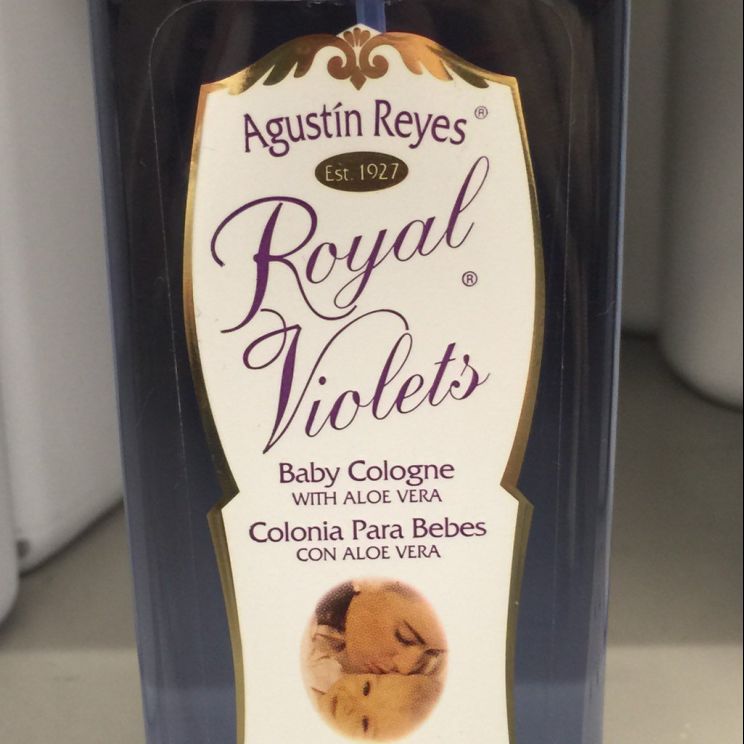 Agustín Reyes®
Est. 1927
Royal
®
Violets
Baby Cologne
WITH ALOE VERA
Colonia Para Bebes
CON ALOE VERA